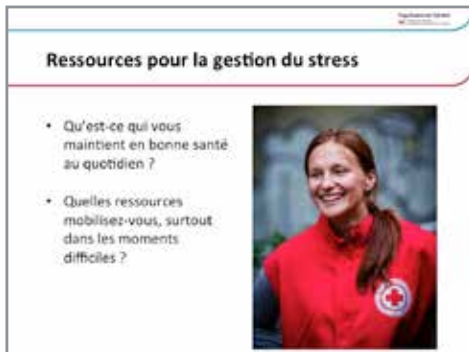 Ressources pour la gestion du stress
• Qu'est-ce qui vous
maintient en bonne santé
au quotidien ?
• Quelles ressources
mobilisez-vous, surtout
dans les moments
difficiles ?